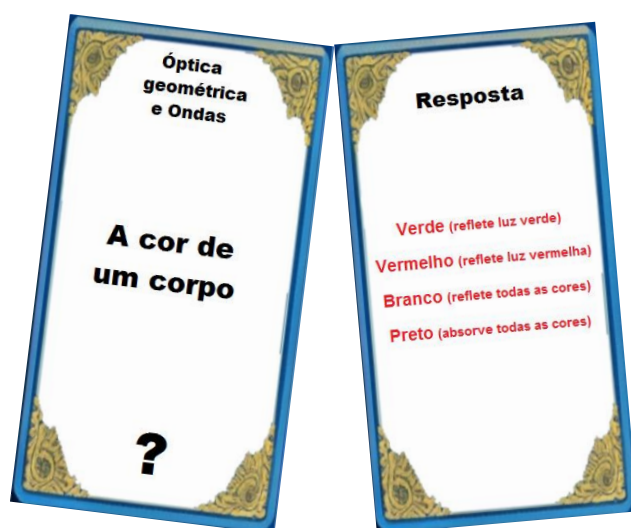 Óptica
geométrica
e Ondas
A cor de
um corpo
?
Resposta
Verde (reflete luz verde)
Vermelho (reflete luz vermelha)
Branco (reflete todas as cores)
Preto (absorve todas as cores)